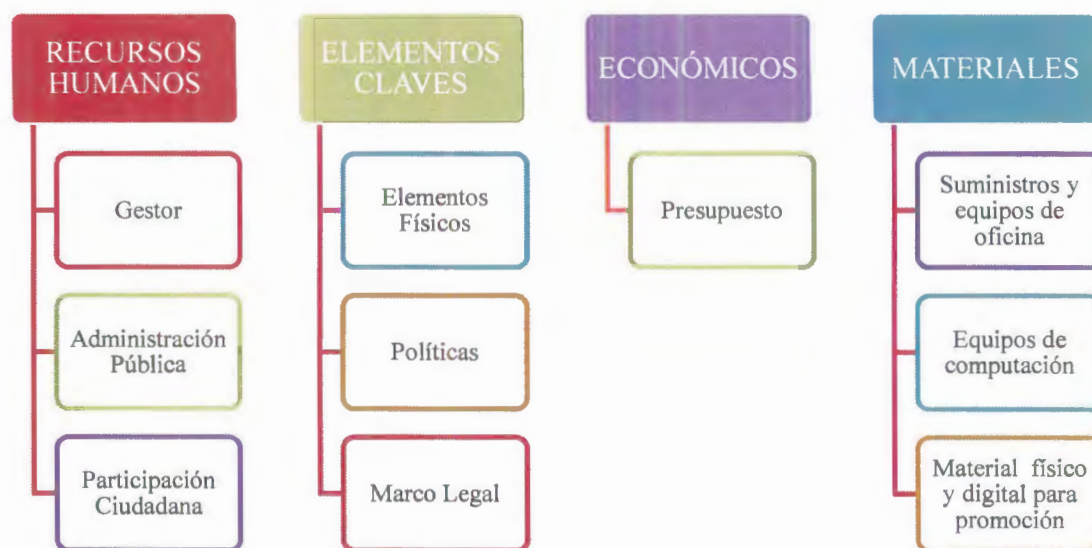 RECURSOS
HUMANOS
Gestor
Administración
Pública
Participación
Ciudadana
ELEMENTOS
CLAVES
Elementos
Físicos
Políticas
Marco Legal
ECONÓMICOS
Presupuesto
MATERIALES
Suministros y
equipos de
oficina
Equipos de
computación
Material físico
y digital para
promoción